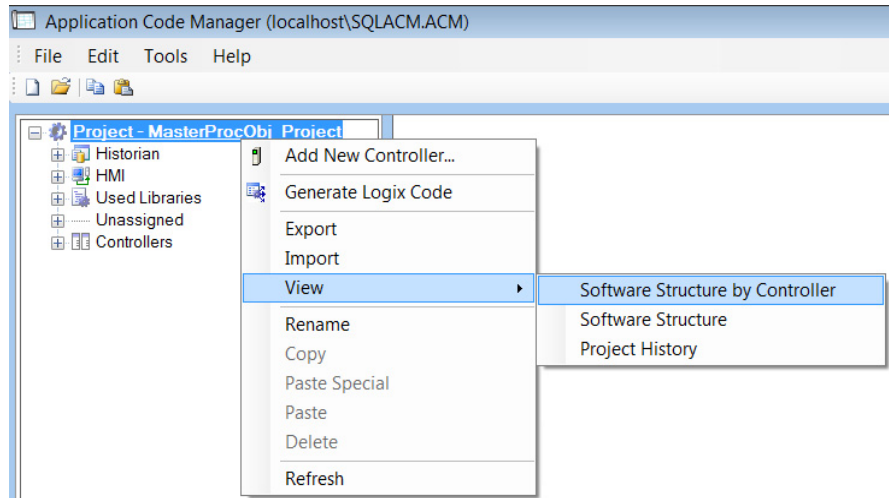 Application Code Manager (localhost\SQLACM.ACM)
File Edit Tools Help
Project - MasterProcObj_Project
Historian
HMI
Used Libraries
Unassigned
Controllers
Add New Controller...
Generate Logix Code
Export
Import
View
Rename
Copy
Paste Special
Paste
Delete
Refresh
Software Structure by Controller
Software Structure
Project History